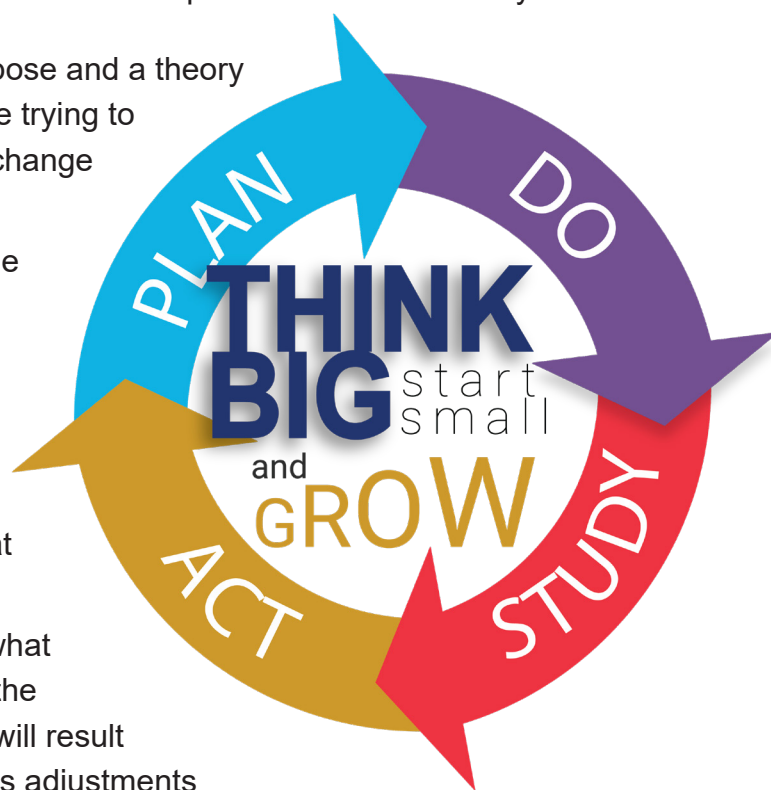 pose and a theory
e trying to
change
e
what
the
will result
s adjustments
PLAN
DO
STUDY
ACT
THINK
BIG start
small
and
GROW